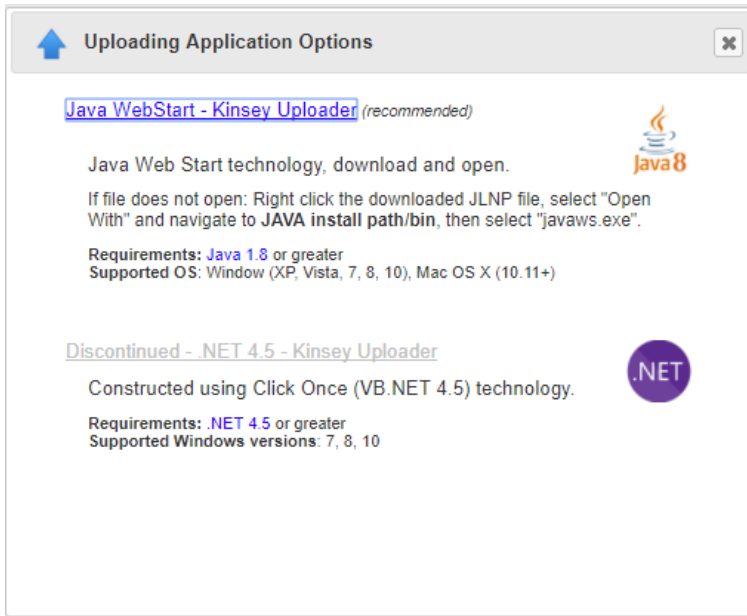 Uploading Application Options
Java WebStart - Kinsey Uploader (recommended)
Java 8
Java Web Start technology, download and open.
If file does not open: Right click the downloaded JLNP file, select "Open
With" and navigate to JAVA install path/bin, then select "javaws.exe".
Requirements: Java 1.8 or greater
Supported OS: Window (XP, Vista, 7, 8, 10), Mac OS X (10.11+)
Discontinued - .NET 4.5 - Kinsey Uploader
.NET
Constructed using Click Once (VB.NET 4.5) technology.
Requirements: .NET 4.5 or greater
Supported Windows versions: 7, 8, 10